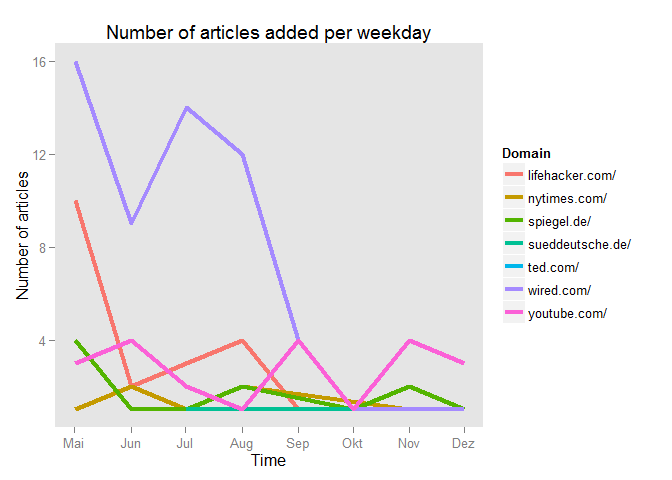 Number of articles added per weekday
Number of articles
16
12
8
4
Mai Jun Jul Aug Sep Okt Nov Dez
Time
Domain
lifehacker.com/
nytimes.com/
spiegel.de/
sueddeutsche.de/
ted.com/
wired.com/
youtube.com/